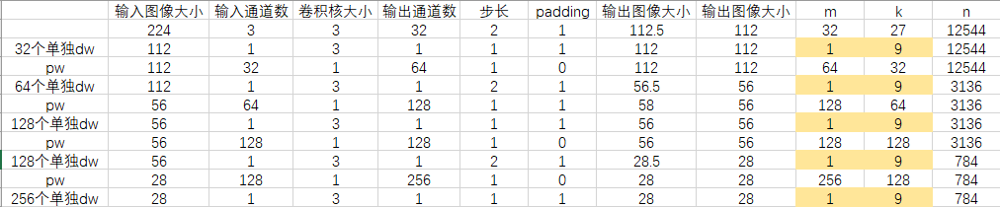 输入图像大小 输入通道数 卷积核大小 输出通道数 步长 padding 输出图像大小 输出图像大小 m k n
224 3 3 32 2 1 112.5 112 32 27 12544
32个单独dw 112 1 3 1 1 1 112 112 1 9 12544
pw 112 32 1 64 1 0 112 112 64 32 12544
64个单独dw 112 1 3 1 2 1 56.5 56 1 9 3136
pw 56 64 1 128 1 1 58 56 128 64 3136
128个单独dw 56 1 3 1 1 1 56 56 1 9 3136
pw 56 128 1 128 1 0 56 56 128 128 3136
128个单独dw 56 1 3 1 2 1 28.5 28 1 9 784
pw 28 128 1 256 1 0 28 28 256 128 784
256个单独dw 28 1 3 1 1 1 28 28 1 9 784